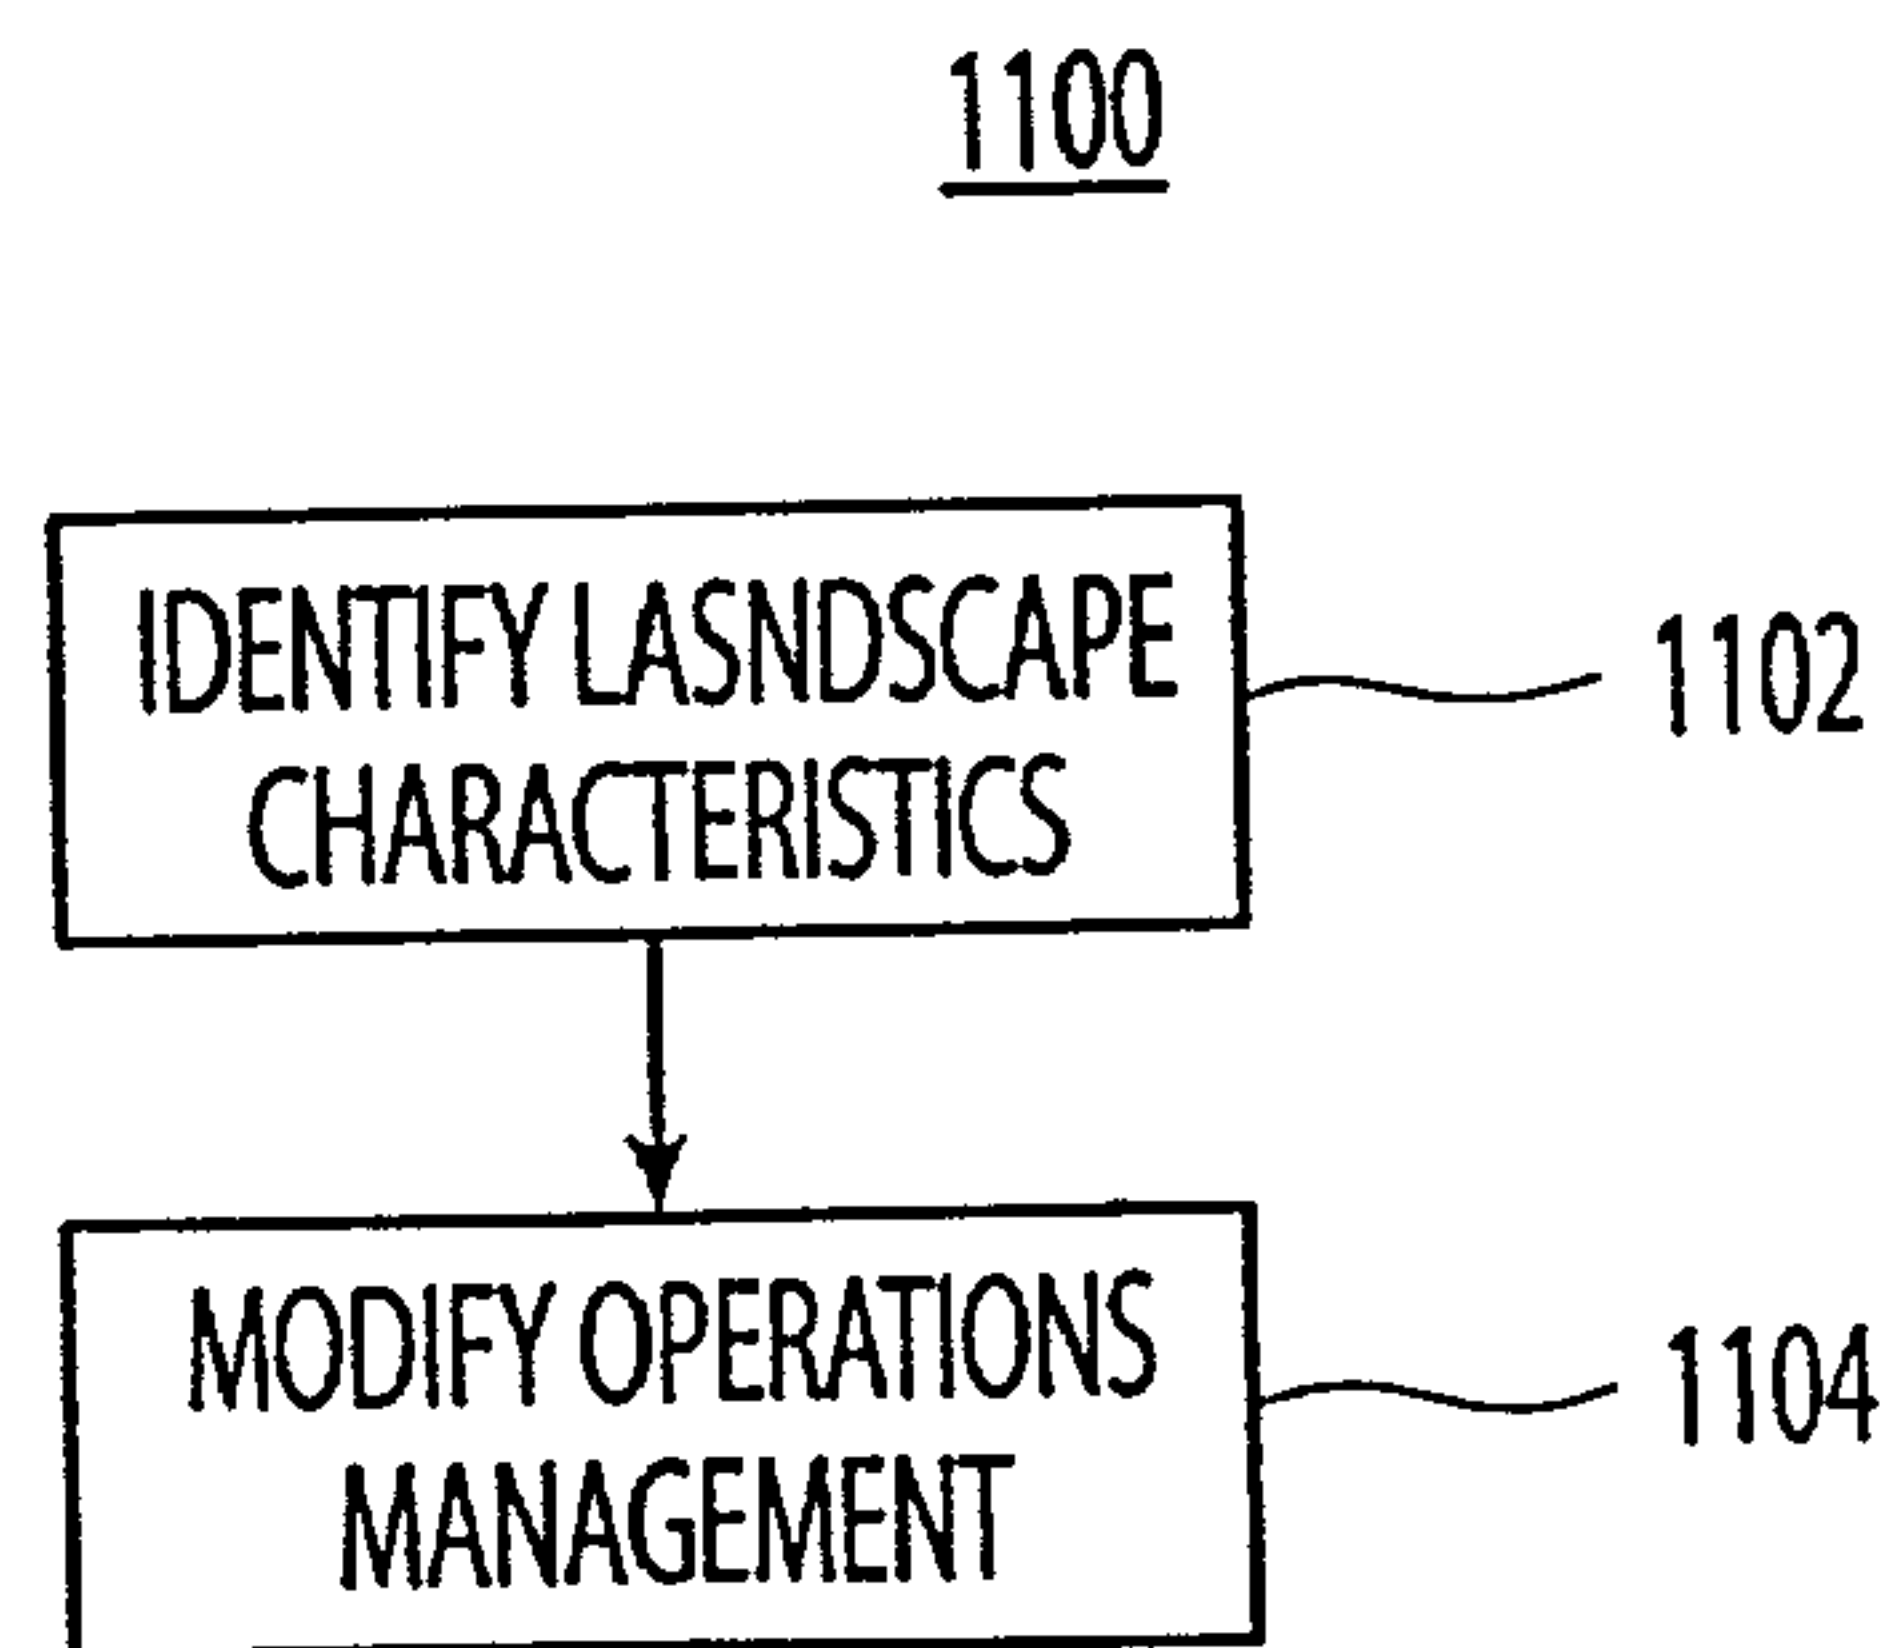 1100
IDENTIFY LASNDSCAPE
CHARACTERISTICS
1102
MODIFY OPERATIONS
MANAGEMENT
1104